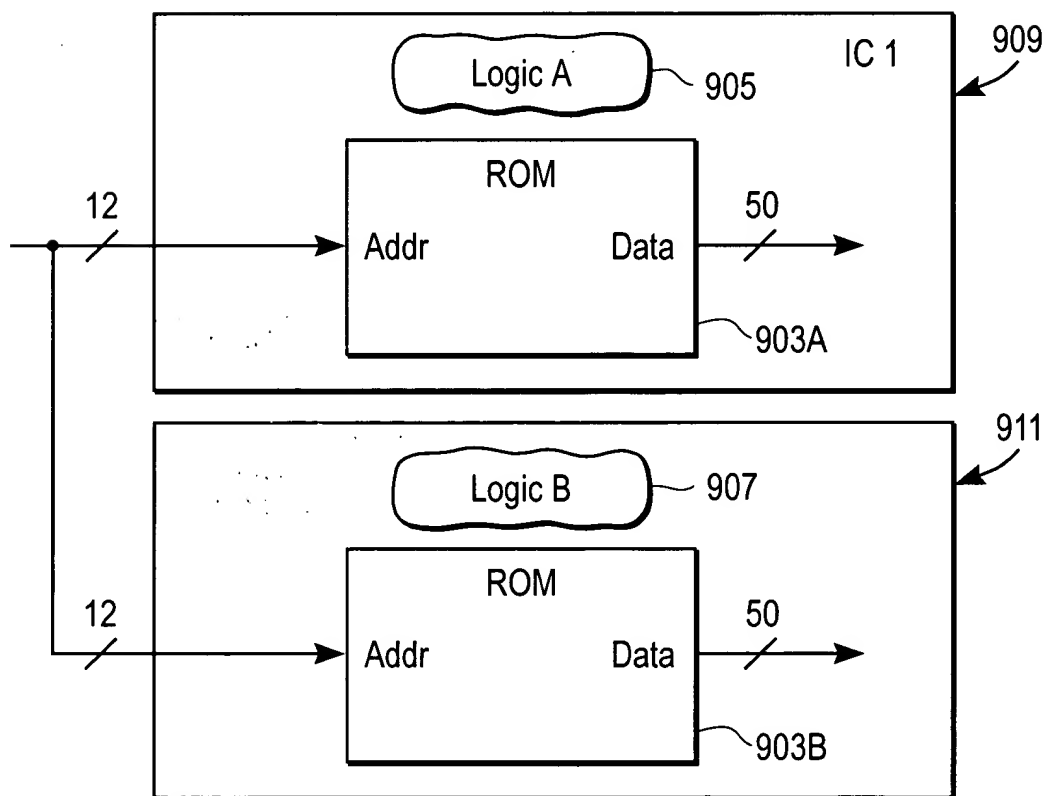 Logic A
IC 1
909
905
ROM
12
50
Addr
Data
903A
911
Logic B
907
ROM
12
50
Addr
Data
903B